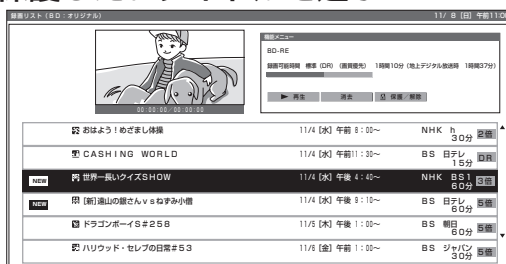 録画リスト(BD:オリジナル) 11/ 8 [日] 午前11:00
00:00:00/00:00:00
機能メニュー
BD-RE
録画可能時間 標準(DR)(画質優先) 1時間10分(地上デジタル放送時 1時間37分)
▶ 再生 消去 保護/解除
おはよう!めざまし体操 11/4 [水] 午前 8:00~ NHK h 30分 2倍
CASHING WORLD 11/4 [水] 午前11:30~ BS 日テレ 15分 DR
NEW 世界一長いクイズSHOW 11/4 [水] 午後 4:40~ NHK BS1 60分 3倍
NEW [新]遠山の銀さんvsねずみ小僧 11/4 [水] 午後 9:10~ BS 日テレ 60分 5倍
ドラゴンボーイS#258 11/5 [木] 午後 1:00~ BS 朝日 60分 5倍
ハリウッド・セレブの日常#53 11/6 [金] 午前 1:00~ BS ジャパン 30分 5倍